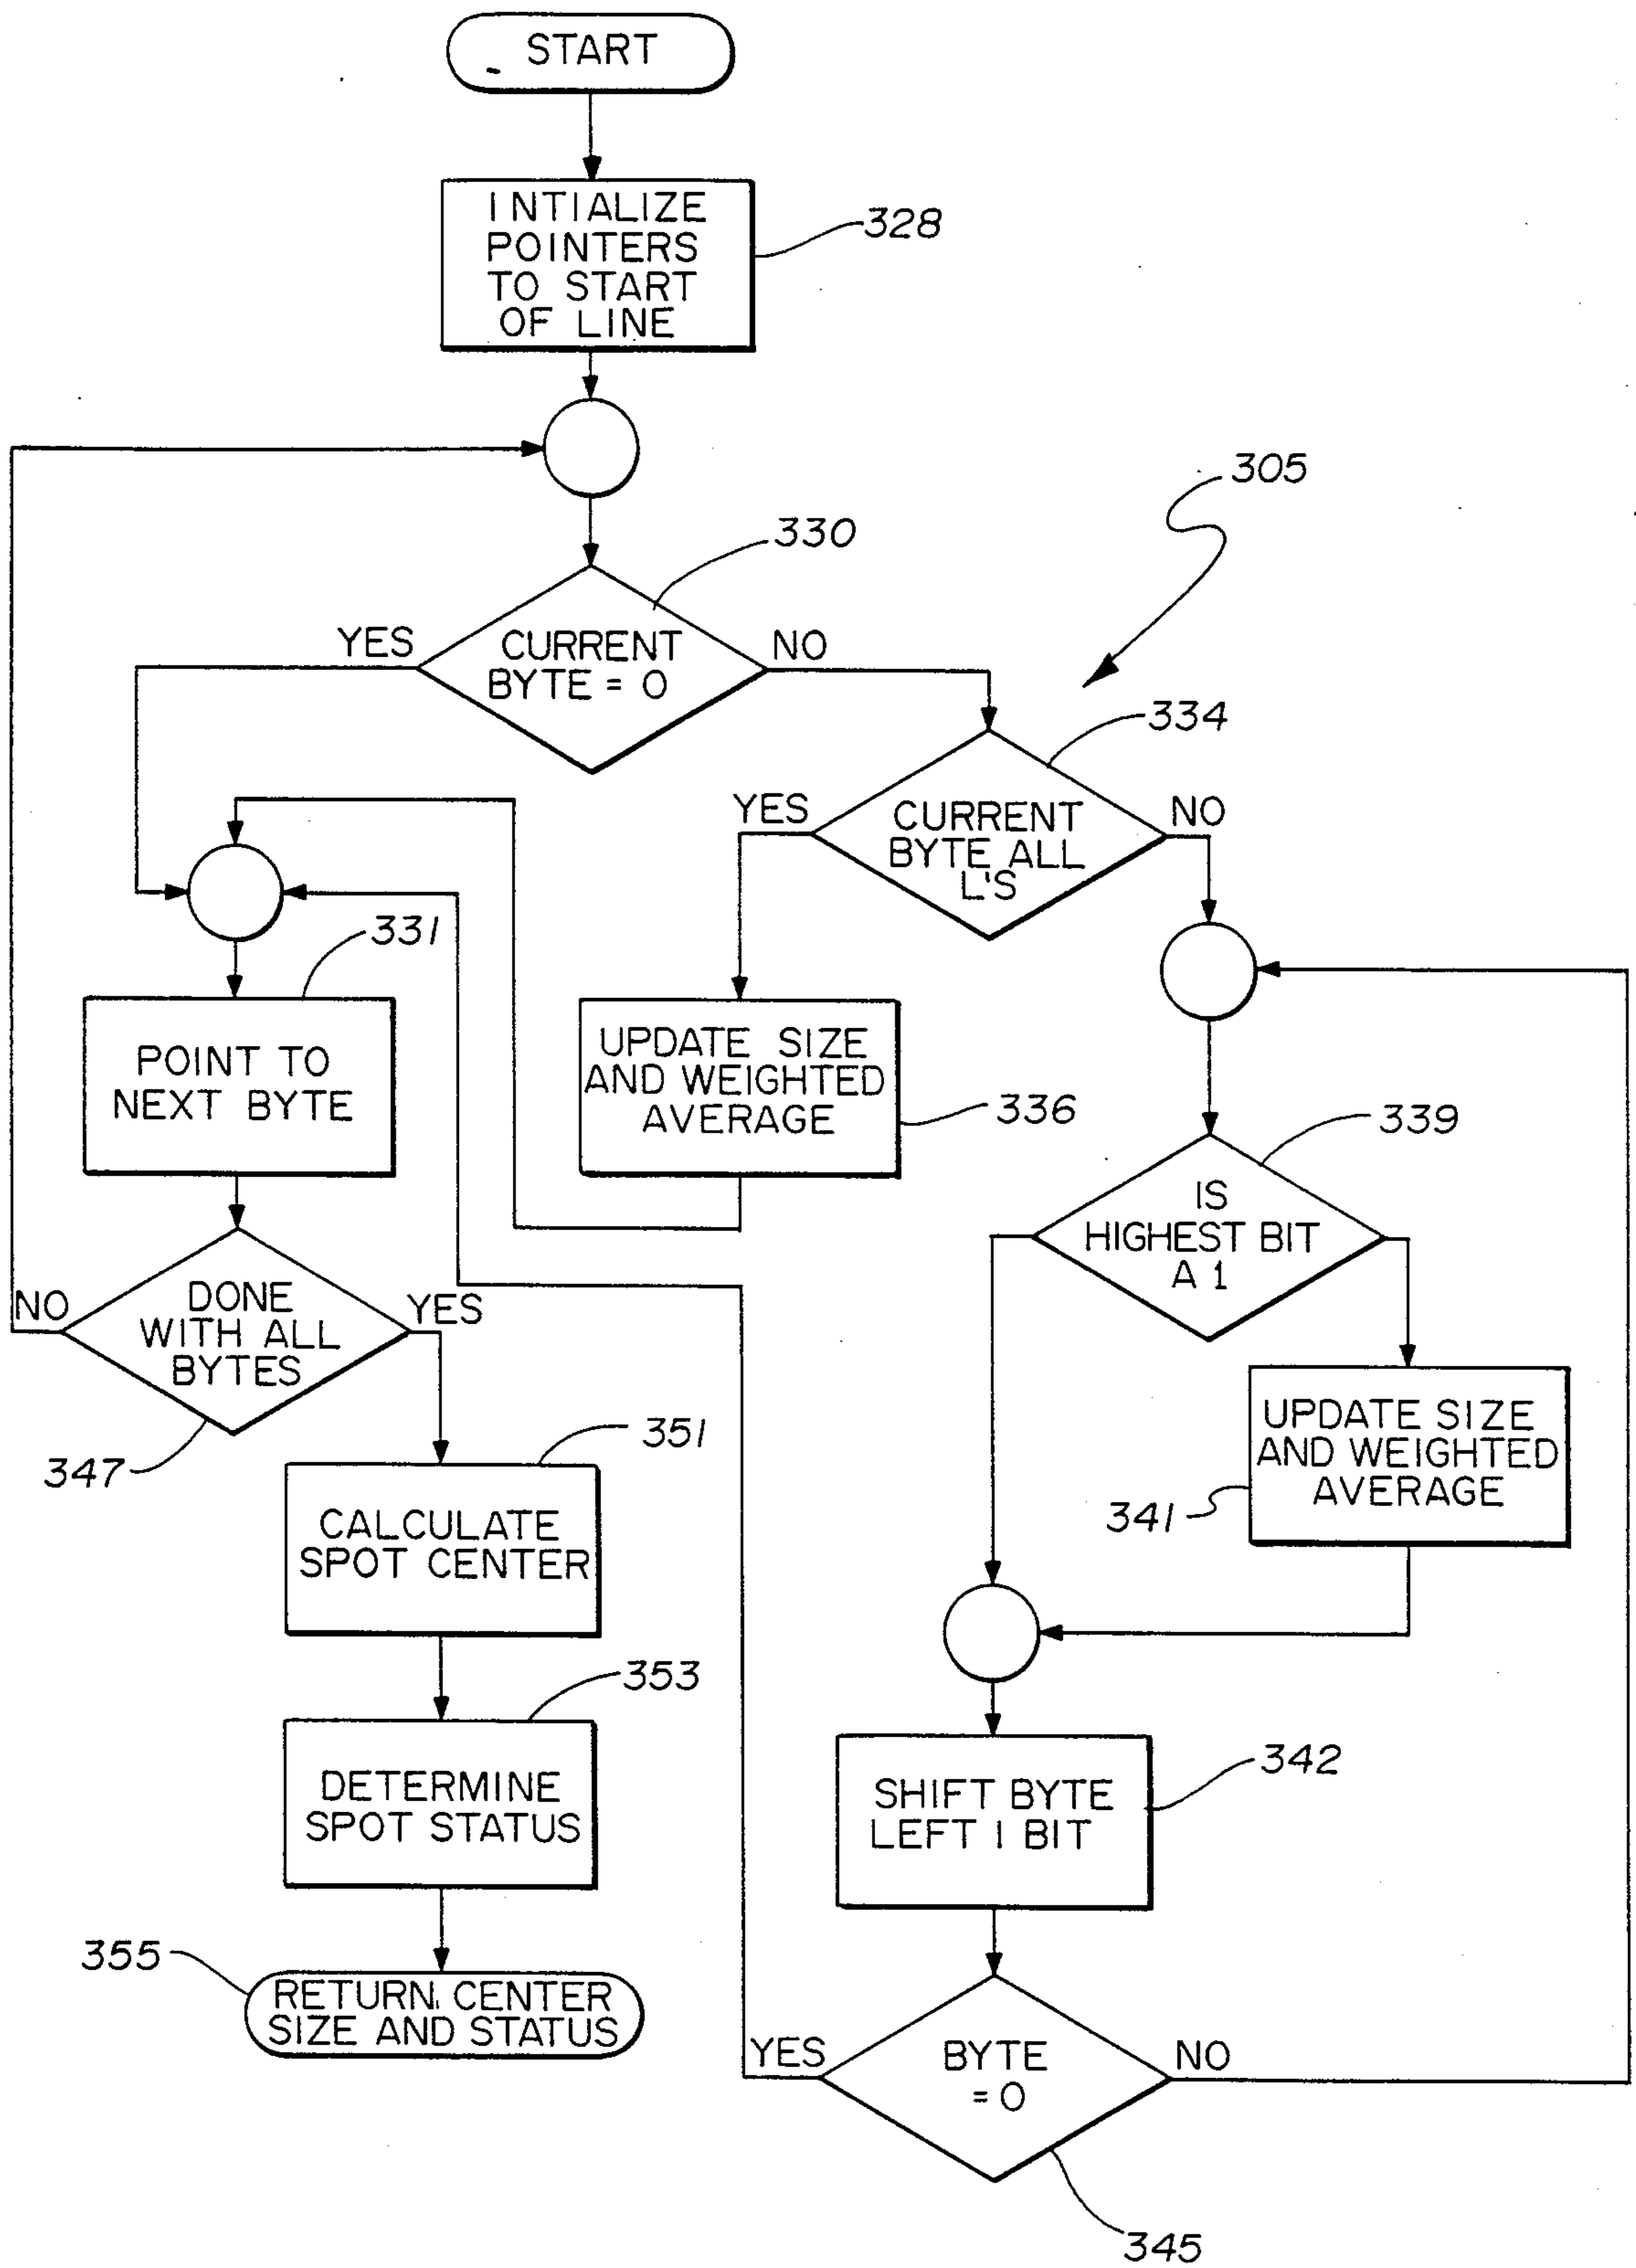 START
INTIALIZE
POINTERS
TO START
OF LINE
328
305
330
YES
CURRENT
BYTE = 0
NO
334
YES
CURRENT
BYTE ALL
L'S
NO
331
POINT TO
NEXT BYTE
UPDATE SIZE
AND WEIGHTED
AVERAGE
336
339
IS
HIGHEST BIT
A 1
NO
DONE
WITH ALL
BYTES
YES
347
351
UPDATE SIZE
AND WEIGHTED
AVERAGE
341
CALCULATE
SPOT CENTER
353
DETERMINE
SPOT STATUS
342
SHIFT BYTE
LEFT 1 BIT
355
RETURN CENTER
SIZE AND STATUS
YES
BYTE
= 0
NO
345